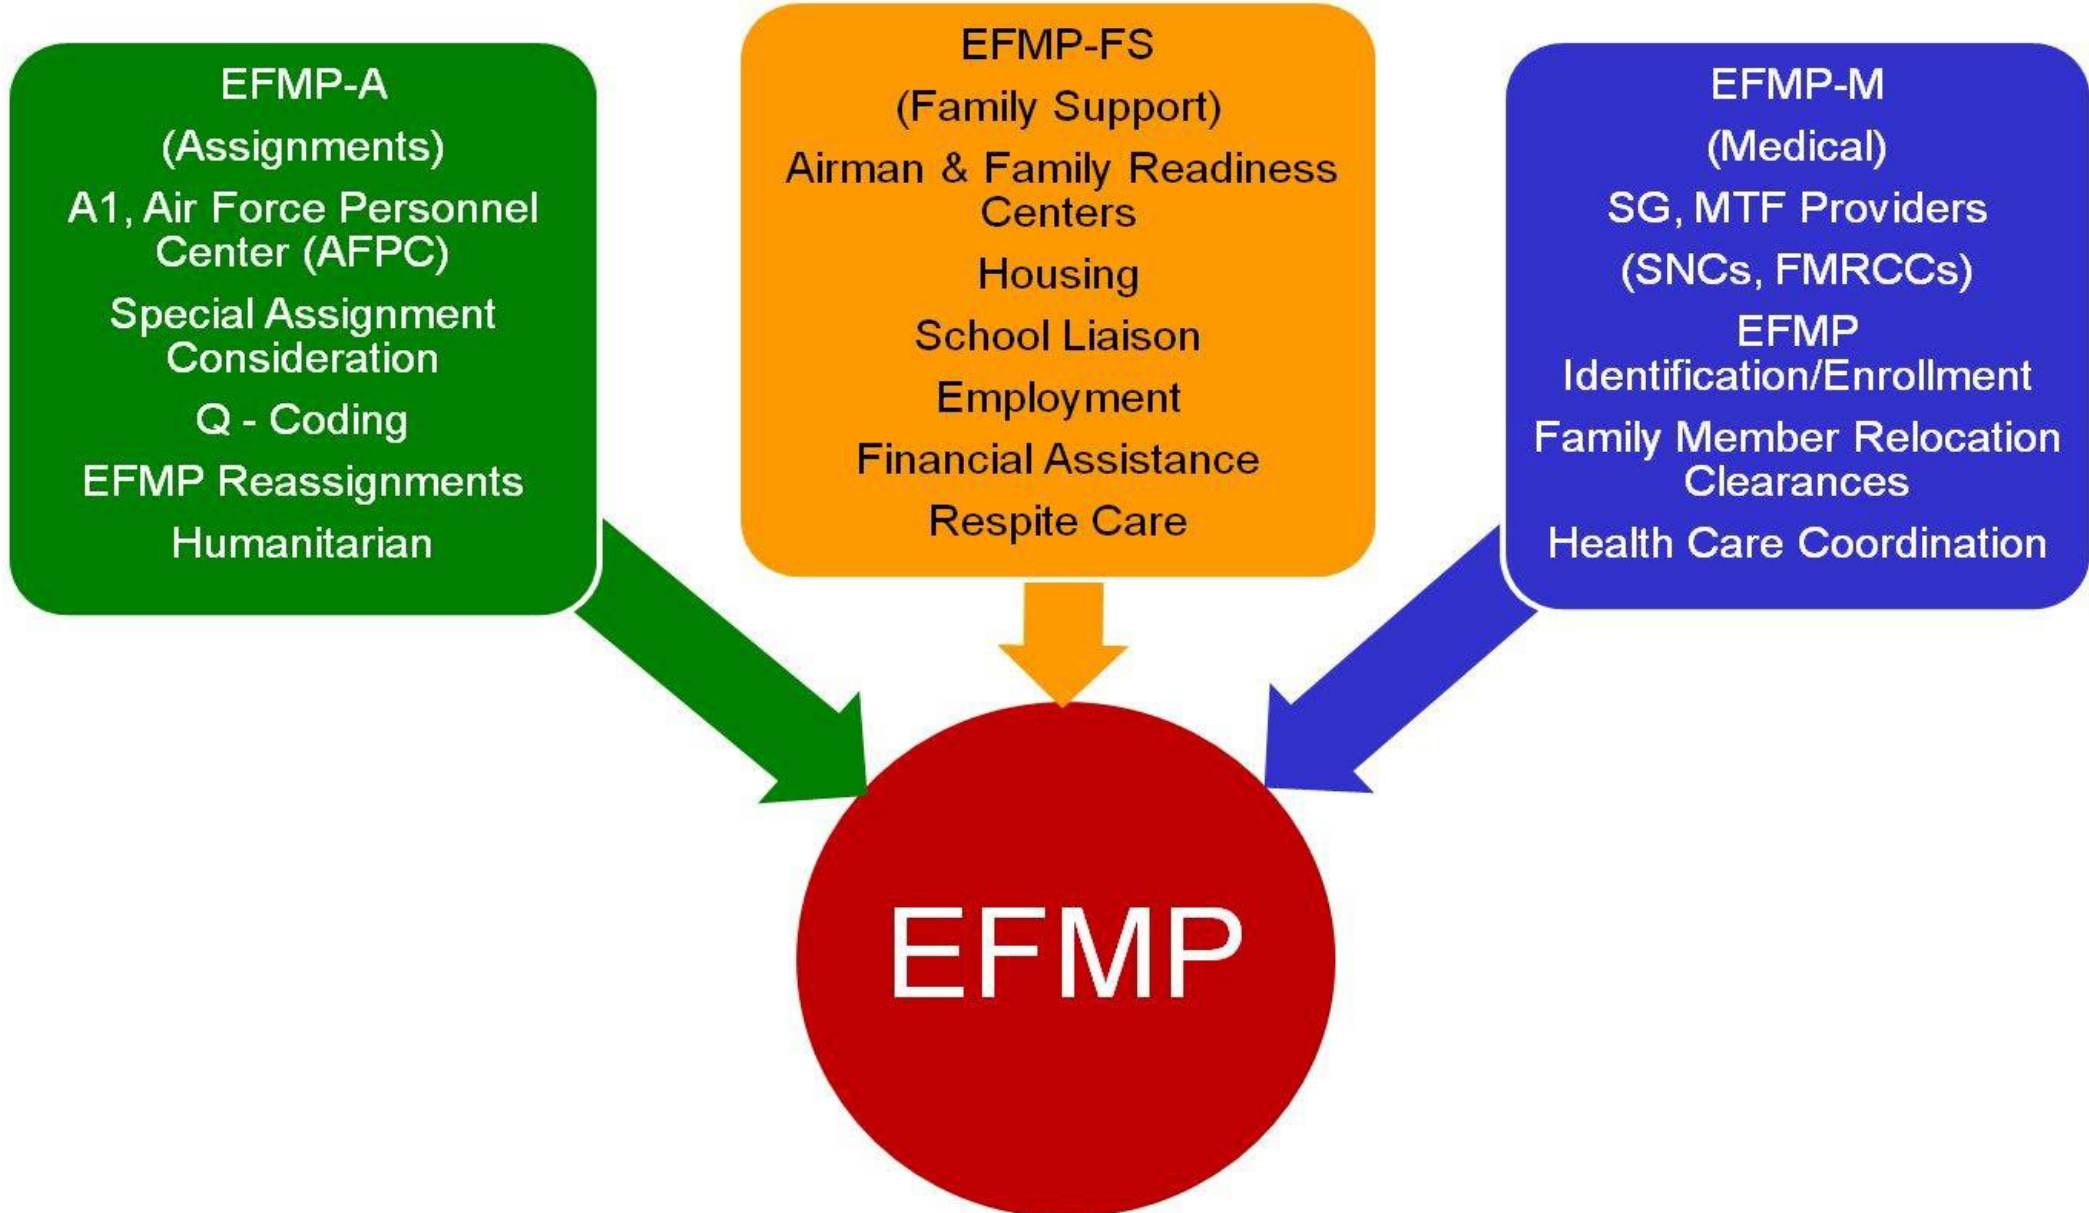 EFMP-A
(Assignments)
A1, Air Force Personnel
Center (AFPC)
Special Assignment
Consideration
Q - Coding
EFMP Reassignments
Humanitarian
EFMP-FS
(Family Support)
Airman & Family Readiness
Centers
Housing
School Liaison
Employment
Financial Assistance
Respite Care
EFMP-M
(Medical)
SG, MTF Providers
(SNCs, FMRCCs)
EFMP
Identification/Enrollment
Family Member Relocation
Clearances
Health Care Coordination
EFMP